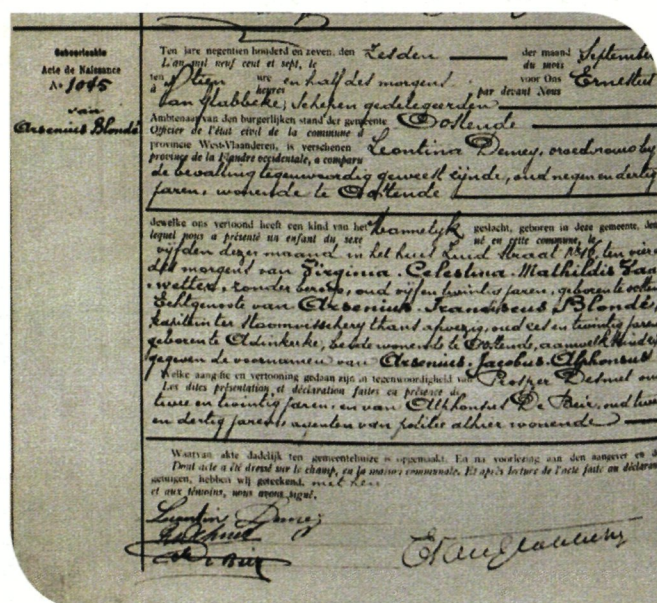 Geboorteakte
Acte de Naissance
N° 1045
van
Arsenius Blondé
Ten jare negentien honderd en zeven, den Zesden der maand September
L'an mil neuf cent et sept, le du mois
ten Tien ure en half des morgens voor Ons Ernestus
à heures par devant Nous
Van Glabbeke, Schepen gedelegeerden
Ambtenaar van den burgerlijken stand der gemeente Oostende
Officier de l'état civil de la commune à
provincie West-Vlaanderen, is verschenen Leontina Demey, vroedvrouw by
province de la Flandre occidentale, a comparu
de bevalling tegenwoordig geweest zijnde, oud negen en dertig
jaren, wonende te Oostende
dewelke ons vertoond heeft een kind van het Mannelijk geslacht, geboren in deze gemeente, den
lequel nous a présenté un enfant du sexe né en cette commune, le
vijfden dezer maand in het huis Zuid Straat N° 16, ten vier
des morgens van Virginia-Celestina-Mathildis
zonder beroep, oud vijf en twintig jaren, geboren te
Echtgenoote van Arsenius-Franciscus Blondé,
kapitein ter stoomvisschery thans afwezig, oud zes en twintig jaren
geboren te Adinkerke, beide wonende te Oostende, aan welk kind
gegeven de voornamen van Arsenius-Jacobus-Alphonsus
Welke aangifte en vertooning gedaan zijn in tegenwoordigheid van Prosper Desmet oud
Les dites présentation et déclaration faites en présence de
twee en twintig jaren, en van Alphonsus De Beir, oud twee
en dertig jaren, agenten van politie alhier wonende
Waarvan akte dadelijk ten gemeentehuize is opgemaakt. En na voorlezing aan den aangever en de
Dont acte a été dressé sur le champ, en la maison communale. Et après lecture de l'acte faite au déclarant
getuigen, hebben wij geteekend, met hen
et aux témoins, nous avons signé.
Leontin Demey
De Beir